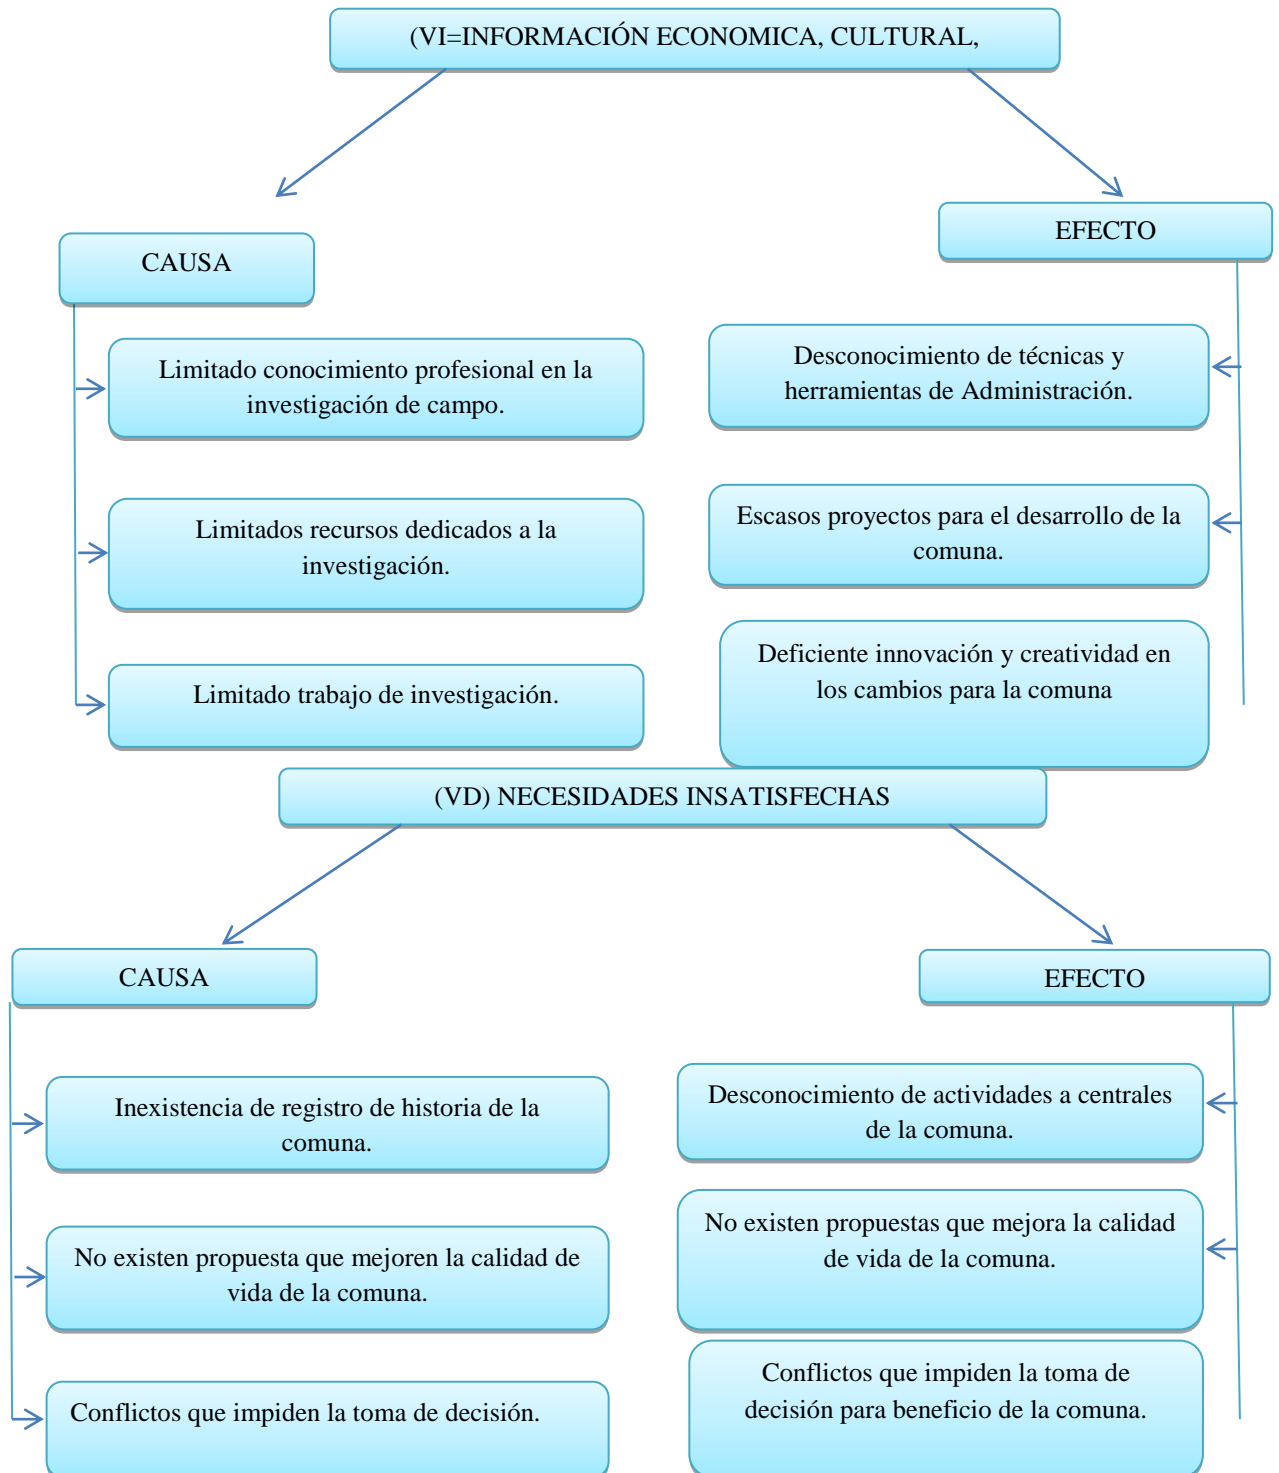 (VI=INFORMACIÓN ECONOMICA, CULTURAL,
CAUSA
Limitado conocimiento profesional en la
investigación de campo.
Limitados recursos dedicados a la
investigación.
Limitado trabajo de investigación.
EFECTO
Desconocimiento de técnicas y
herramientas de Administración.
Escasos proyectos para el desarrollo de la
comuna.
Deficiente innovación y creatividad en
los cambios para la comuna
(VD) NECESIDADES INSATISFECHAS
CAUSA
Inexistencia de registro de historia de la
comuna.
No existen propuesta que mejoren la calidad de
vida de la comuna.
Conflictos que impiden la toma de decisión.
EFECTO
Desconocimiento de actividades a centrales
de la comuna.
No existen propuestas que mejora la calidad
de vida de la comuna.
Conflictos que impiden la toma de
decisión para beneficio de la comuna.